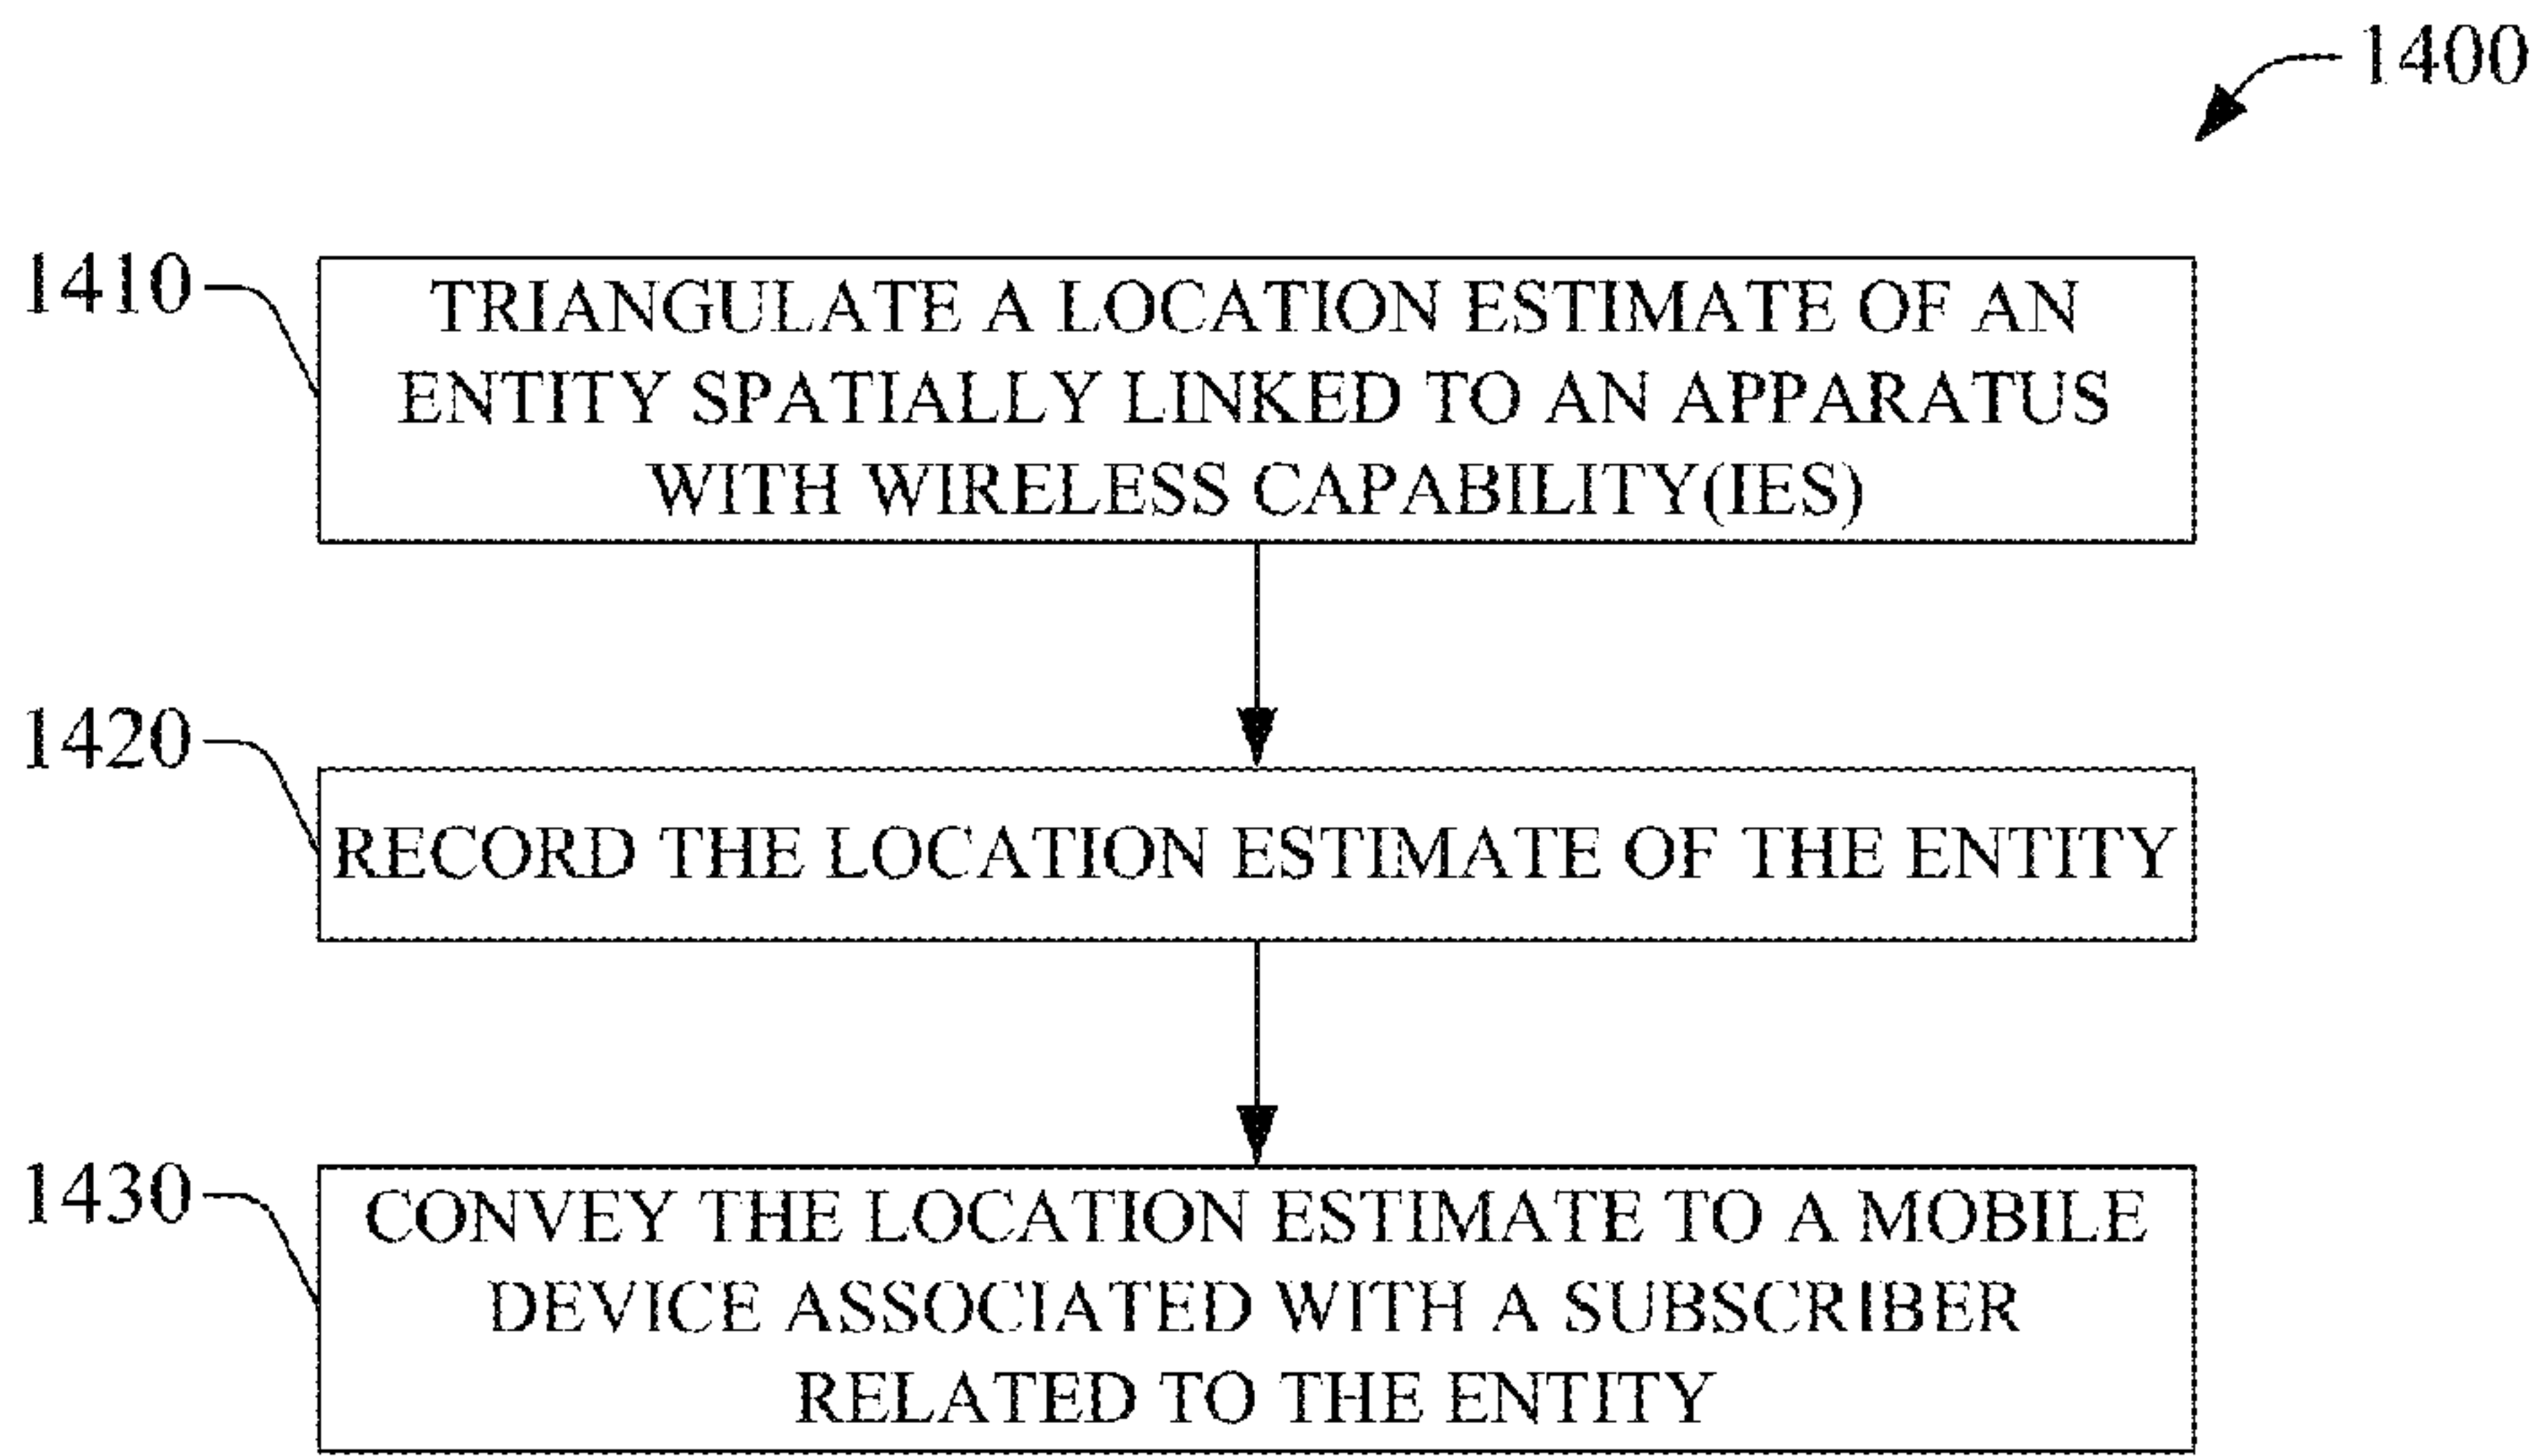 1400
1410
TRIANGULATE A LOCATION ESTIMATE OF AN
ENTITY SPATIALLY LINKED TO AN APPARATUS
WITH WIRELESS CAPABILITY(IES)
1420
RECORD THE LOCATION ESTIMATE OF THE ENTITY
1430
CONVEY THE LOCATION ESTIMATE TO A MOBILE
DEVICE ASSOCIATED WITH A SUBSCRIBER
RELATED TO THE ENTITY